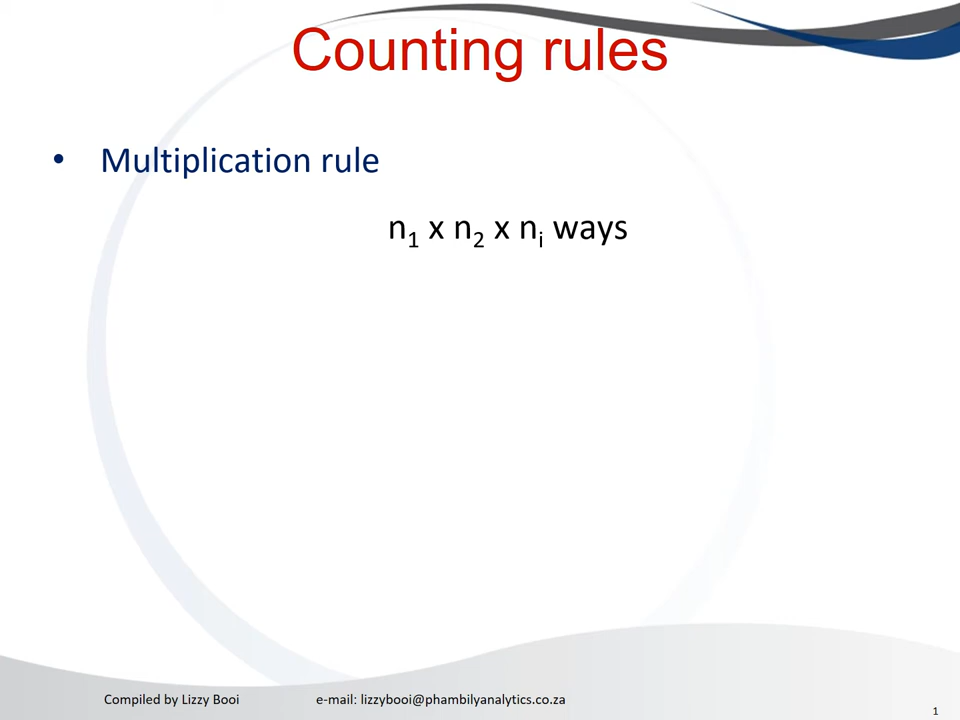 Counting rules
• Multiplication rule
n₁ x n₂ x nᵢ ways
Compiled by Lizzy Booi e-mail: lizzybooi@phambilyanalytics.co.za
1